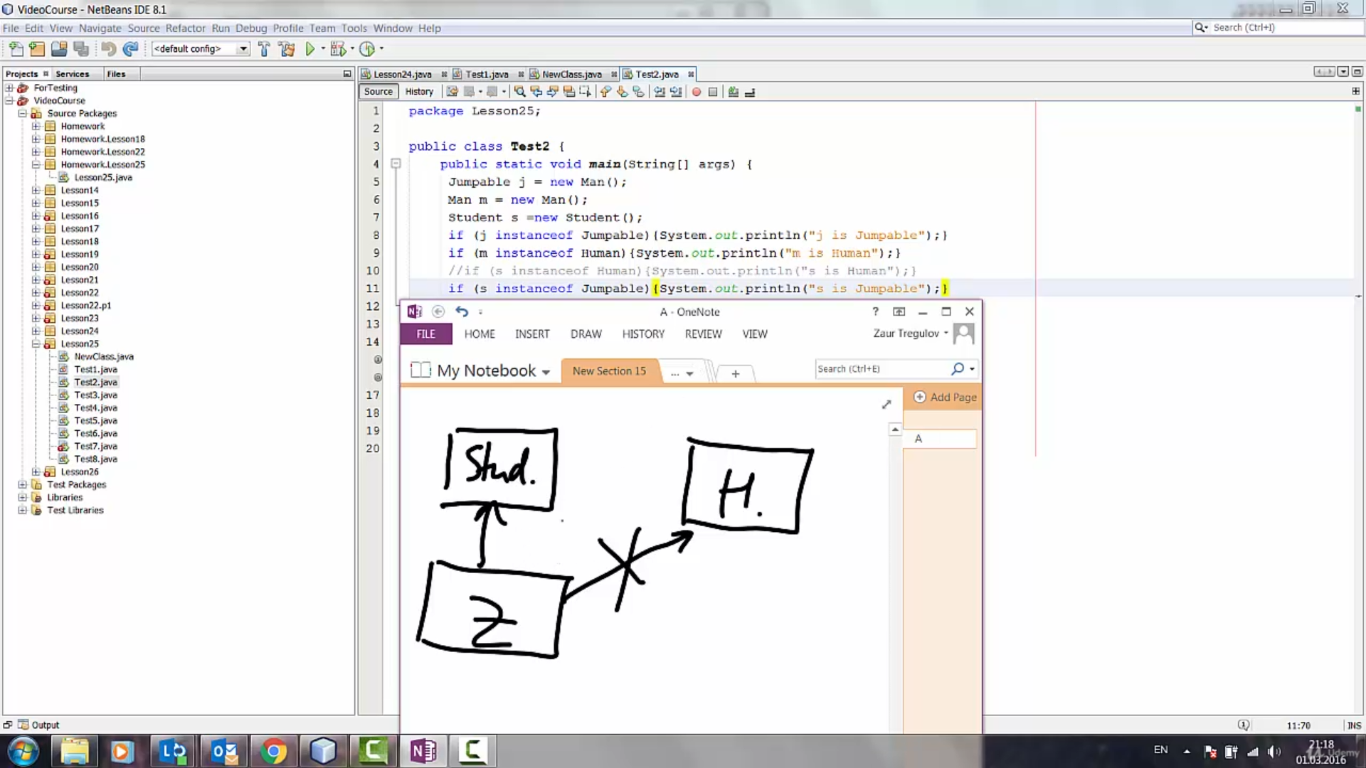 VideoCourse - NetBeans IDE 8.1
File Edit View Navigate Source Refactor Run Debug Profile Team Tools Window Help
Search (Ctrl+I)
<default config>
Projects Services Files
Lesson24.java Test1.java NewClass.java Test2.java
Source History
ForTesting
VideoCourse
Source Packages
Homework
Homework.Lesson18
Homework.Lesson22
Homework.Lesson25
Lesson25.java
Lesson14
Lesson15
Lesson16
Lesson17
Lesson18
Lesson19
Lesson20
Lesson21
Lesson22
Lesson22.p1
Lesson23
Lesson24
Lesson25
NewClass.java
Test1.java
Test2.java
Test3.java
Test4.java
Test5.java
Test6.java
Test7.java
Test8.java
Lesson26
Test Packages
Libraries
Test Libraries
1 package Lesson25;
2
3 public class Test2 {
4 public static void main(String[] args) {
5 Jumpable j = new Man();
6 Man m = new Man();
7 Student s =new Student();
8 if (j instanceof Jumpable){System.out.println("j is Jumpable");}
9 if (m instanceof Human){System.out.println("m is Human");}
10 //if (s instanceof Human){System.out.println("s is Human");}
11 if (s instanceof Jumpable){System.out.println("s is Jumpable");}
12
13
14
17
18
19
20
A - OneNote
FILE HOME INSERT DRAW HISTORY REVIEW VIEW
Zaur Tregulov
My Notebook New Section 15 ...
Search (Ctrl+E)
Add Page
A
Stud.
H.
Z
Output
11:70 INS
EN
21:18
01.03.2016
Udemy